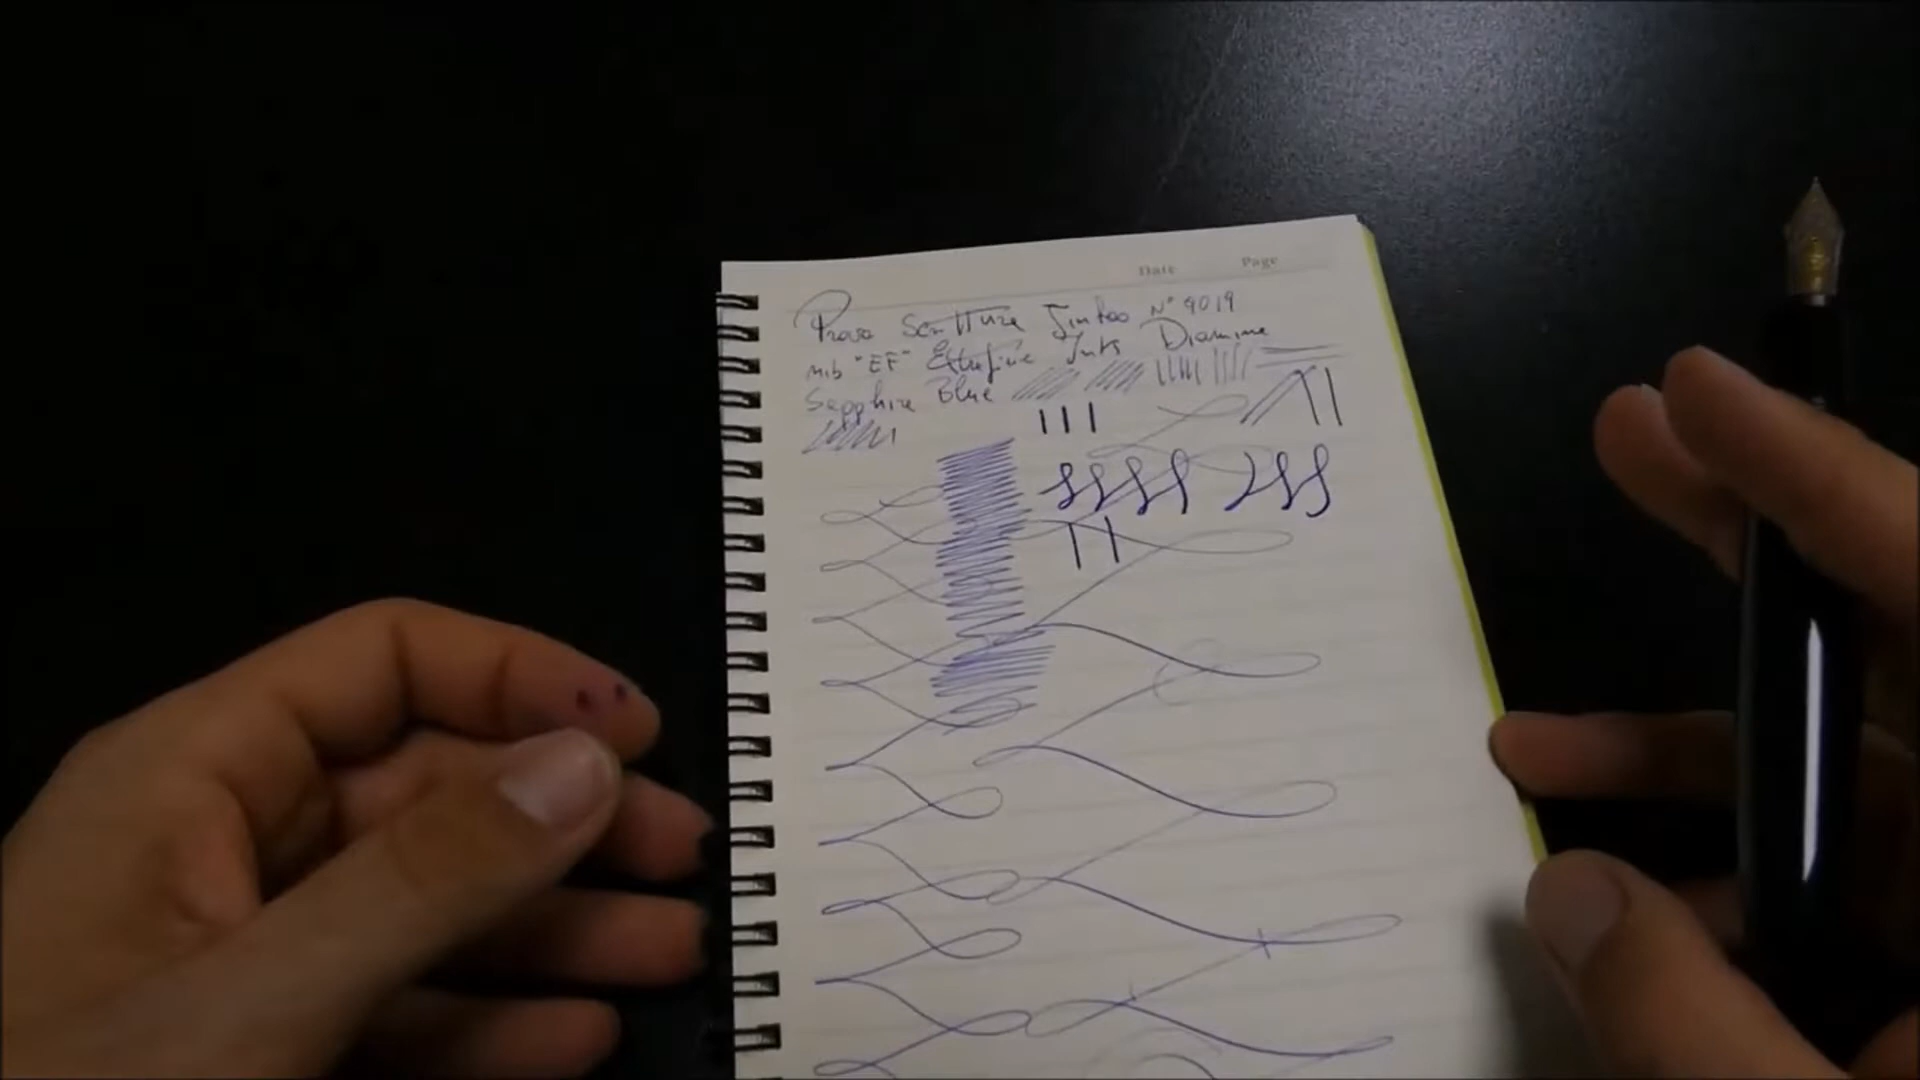 Date Page
Prova Scrittura Jinhao N° 9019
nib "EF" Extrafine Inks Diamine
Sapphire Blue